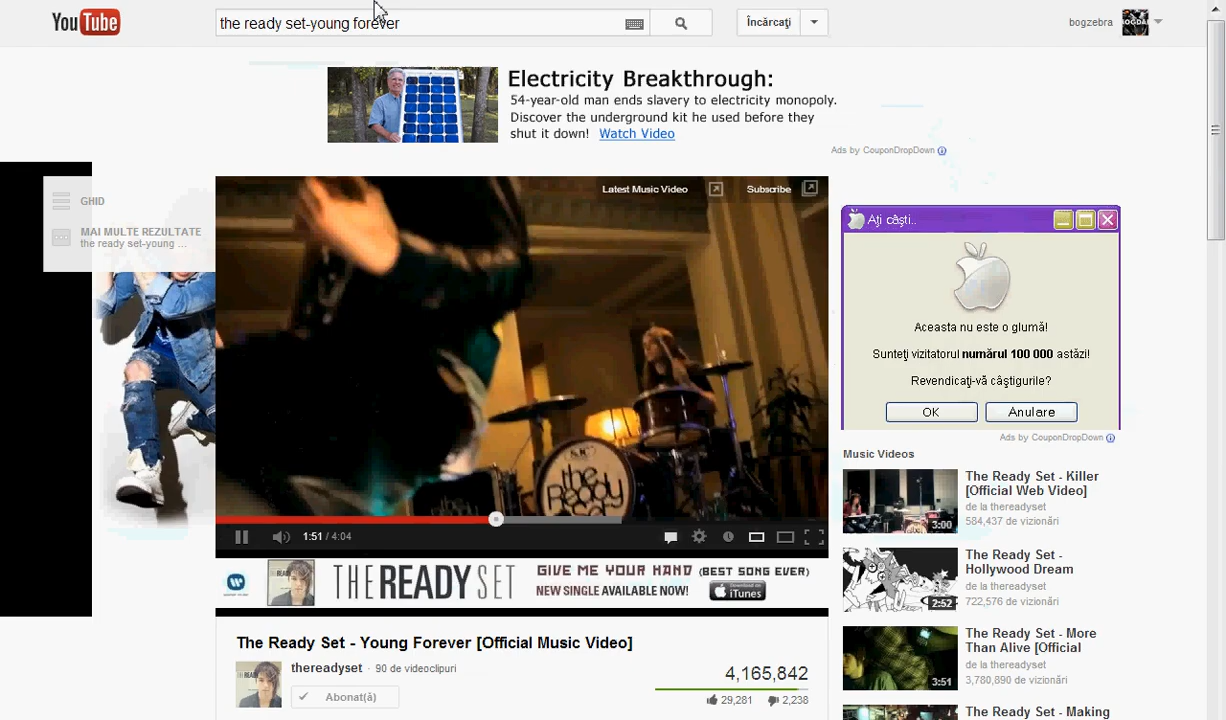 YouTube
the ready set-young forever
Încărcați
bogzebra
Electricity Breakthrough:
54-year-old man ends slavery to electricity monopoly.
Discover the underground kit he used before they
shut it down! Watch Video
Ads by CouponDropDown
GHID
MAI MULTE REZULTATE
the ready set-young ...
Latest Music Video
Subscribe
the Ready Set
1:51 / 4:04
THE READY SET
GIVE ME YOUR HAND (BEST SONG EVER)
NEW SINGLE AVAILABLE NOW!
Download on iTunes
The Ready Set - Young Forever [Official Music Video]
thereadyset · 90 de videoclipuri
Abonat(ă)
4,165,842
29,281
2,238
Ați câști..
Aceasta nu este o glumă!
Sunteți vizitatorul numărul 100 000 astăzi!
Revendicați-vă câștigurile?
OK
Anulare
Ads by CouponDropDown
Music Videos
The Ready Set - Killer
[Official Web Video]
de la thereadyset
584,437 de vizionări
3:00
The Ready Set -
Hollywood Dream
de la thereadyset
722,576 de vizionări
2:52
The Ready Set - More
Than Alive [Official
de la thereadyset
3,780,890 de vizionări
3:51
The Ready Set - Making